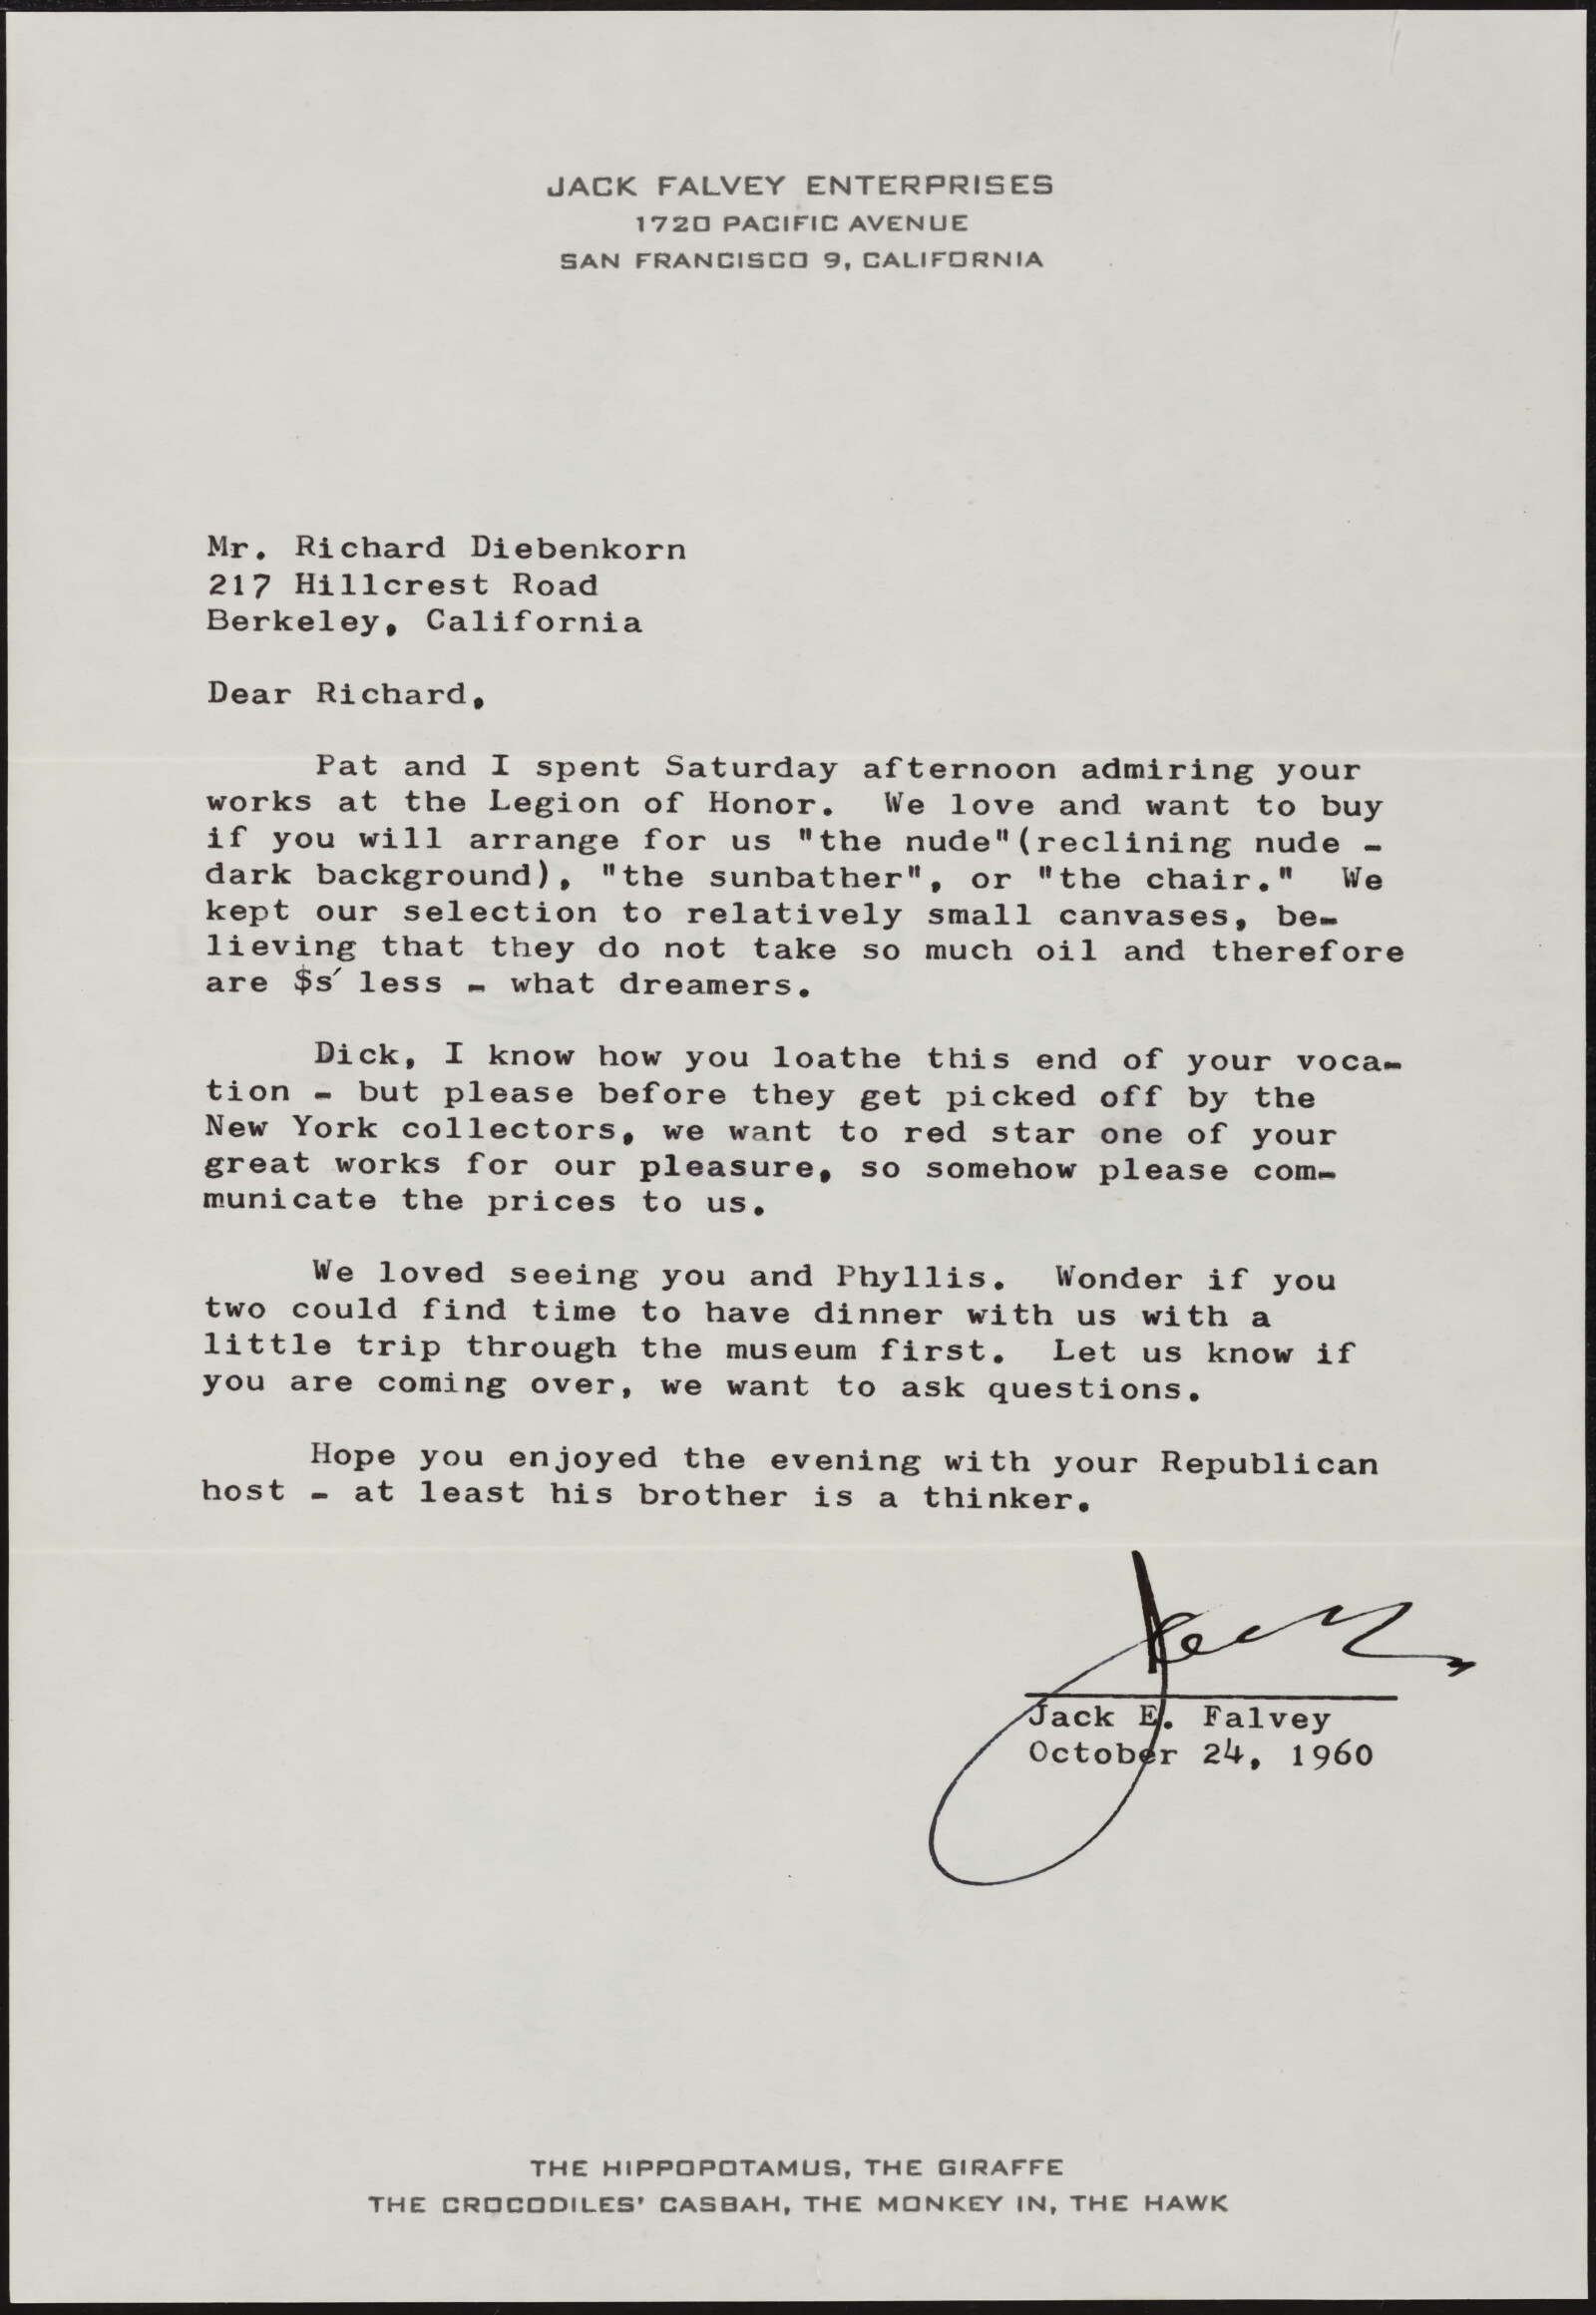 JACK FALVEY ENTERPRISES
1720 PACIFIC AVENUE
SAN FRANCISCO 9, CALIFORNIA
Mr. Richard Diebenkorn
217 Hillcrest Road
Berkeley, California
Dear Richard,
Pat and I spent Saturday afternoon admiring your
works at the Legion of Honor. We love and want to buy
if you will arrange for us "the nude"(reclining nude -
dark background), "the sunbather", or "the chair." We
kept our selection to relatively small canvases, be-
lieving that they do not take so much oil and therefore
are $s' less - what dreamers.
Dick, I know how you loathe this end of your voca-
tion - but please before they get picked off by the
New York collectors, we want to red star one of your
great works for our pleasure, so somehow please com-
municate the prices to us.
We loved seeing you and Phyllis. Wonder if you
two could find time to have dinner with us with a
little trip through the museum first. Let us know if
you are coming over, we want to ask questions.
Hope you enjoyed the evening with your Republican
host - at least his brother is a thinker.
Jack
Jack E. Falvey
October 24, 1960
THE HIPPOPOTAMUS, THE GIRAFFE
THE CROCODILES' CASBAH, THE MONKEY IN, THE HAWK